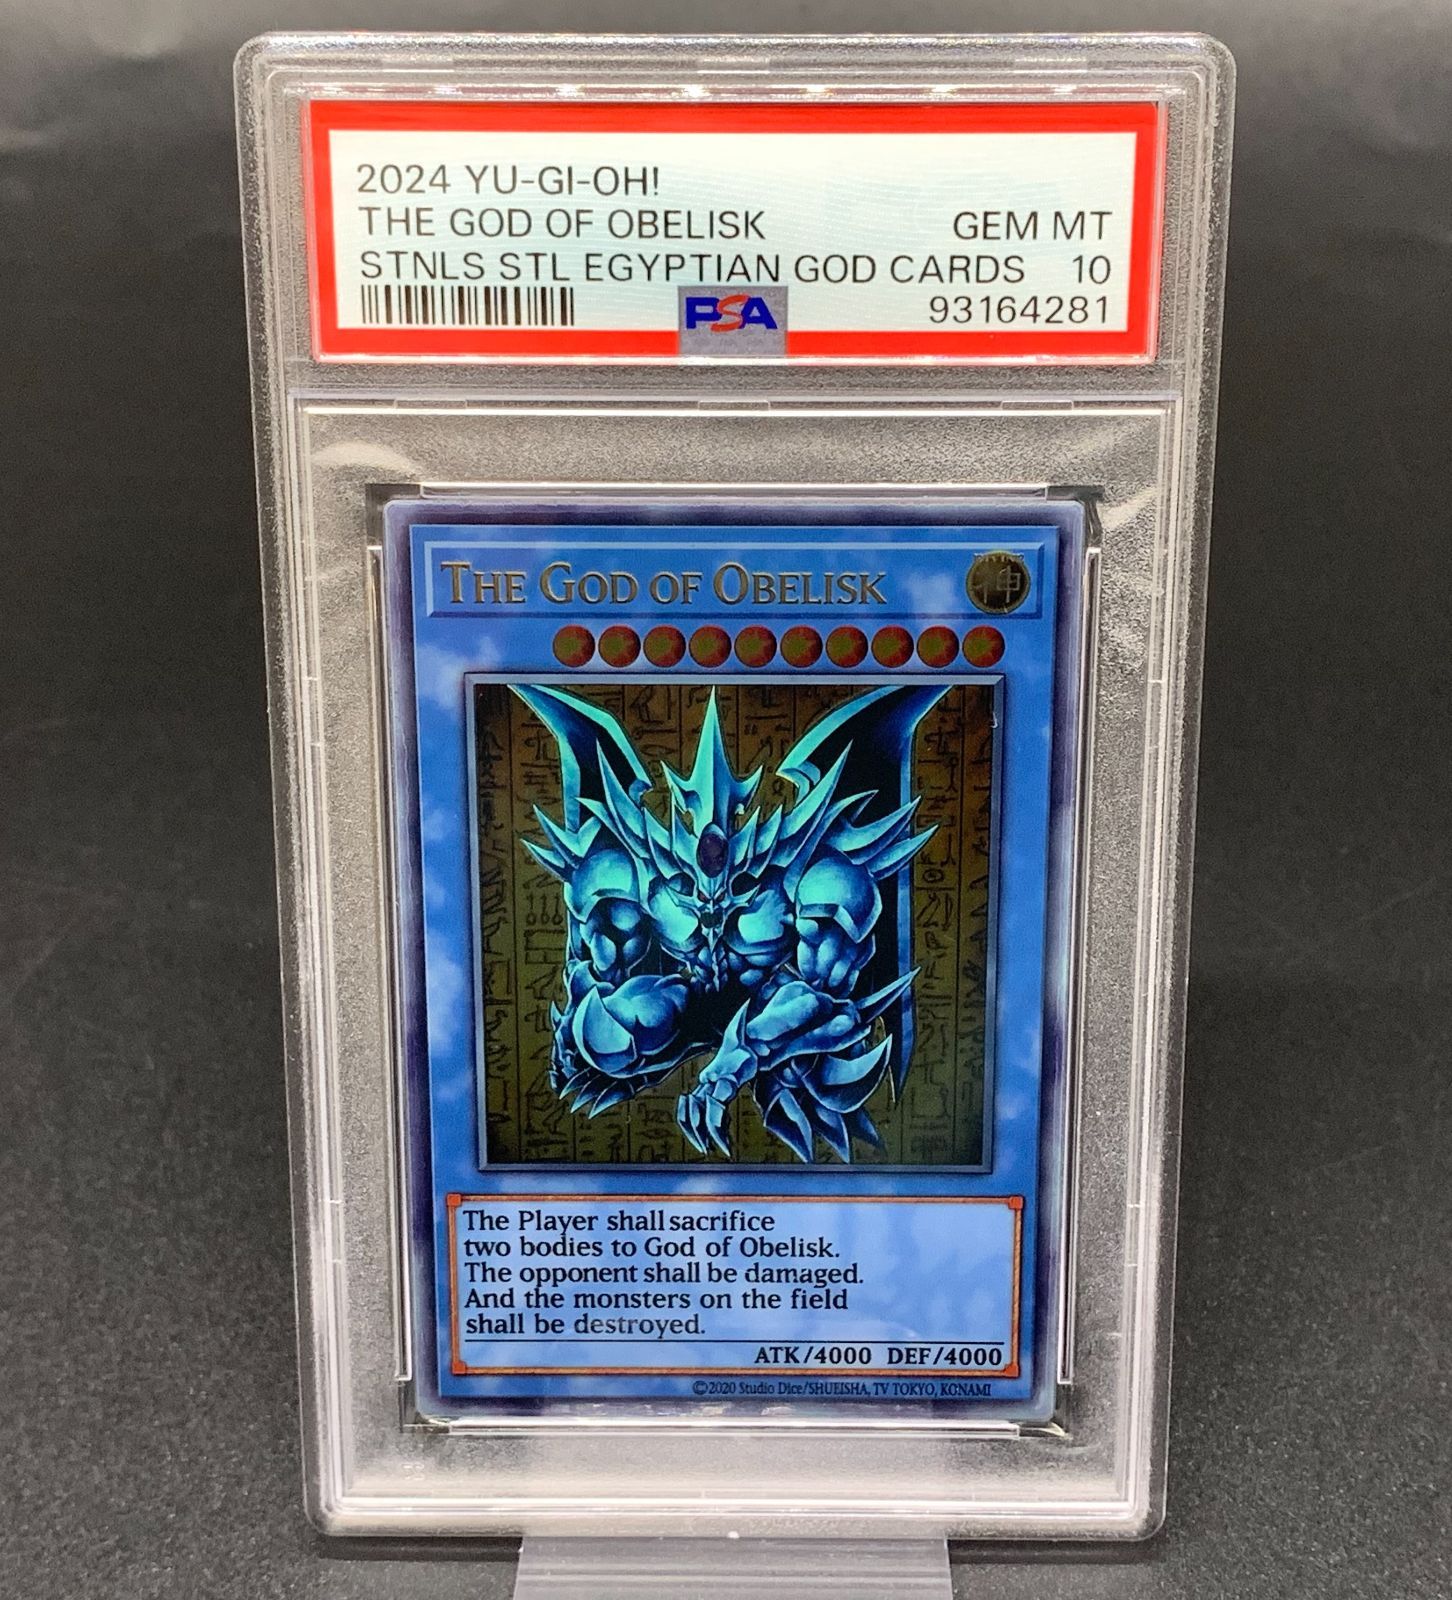 2024 YU-GI-OH!
THE GOD OF OBELISK GEM MT
STNLS STL EGYPTIAN GOD CARDS 10
PSA 93164281
THE GOD OF OBELISK
神
The Player shall sacrifice
two bodies to God of Obelisk.
The opponent shall be damaged.
And the monsters on the field
shall be destroyed.
ATK/4000 DEF/4000
©2020 Studio Dice/SHUEISHA, TV TOKYO, KONAMI